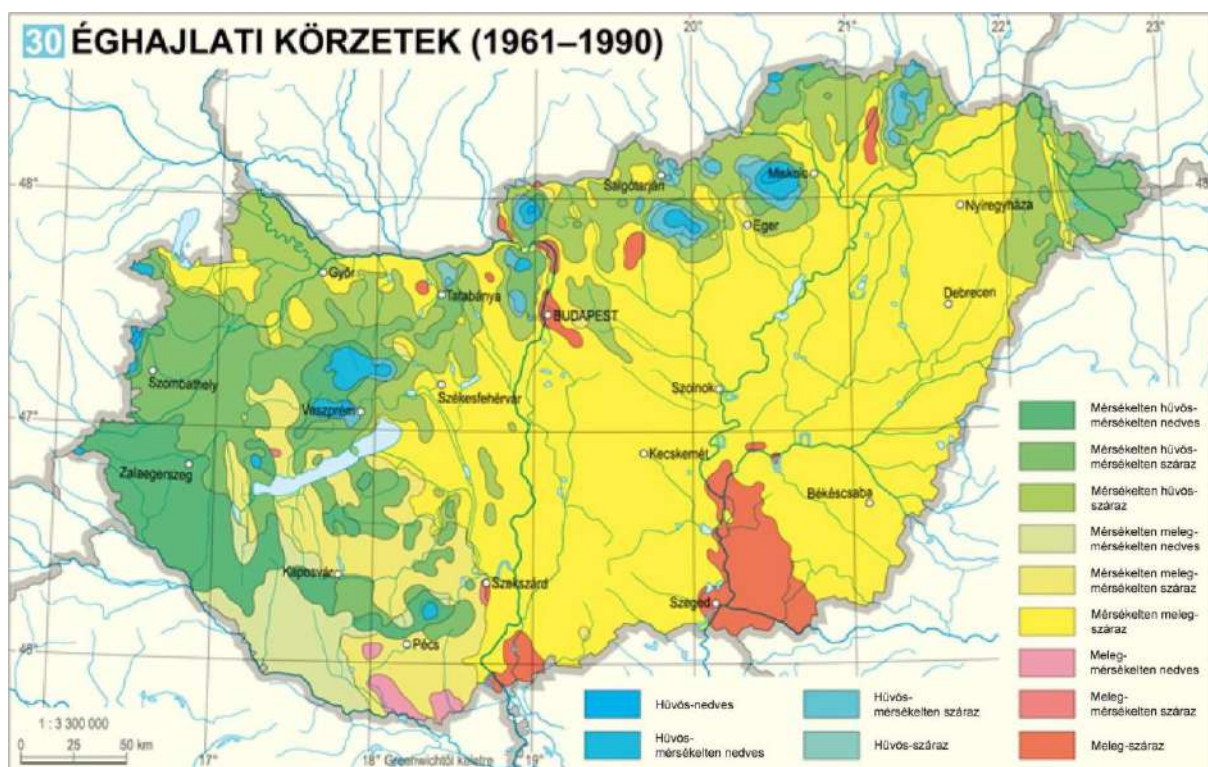 30 ÉGHAJLATI KÖRZETEK (1961–1990)
20°
21°
22°
23°
48°
48
Salgótarján
Miskolc
Nyíregyháza
Eger
Győr
Tatabánya
BUDAPEST
Debrecen
Szombathely
Székesfehérvár
Szolnok
Veszprém
47°
47°
Zalaegerszeg
Kecskemét
Békéscsaba
Kaposvár
Szekszárd
Szeged
Pécs
48°
Mérsékelten hűvös-
mérsékelten nedves
Mérsékelten hűvös-
mérsékelten száraz
Mérsékelten hűvös-
száraz
Mérsékelten meleg-
mérsékelten nedves
Mérsékelten meleg-
mérsékelten száraz
Mérsékelten meleg-
száraz
Meleg-
mérsékelten nedves
Meleg-
mérsékelten száraz
Meleg-száraz
Hűvös-nedves
Hűvös-
mérsékelten nedves
Hűvös-
mérsékelten száraz
Hűvös-száraz
1 : 3 300 000
0 25 50 km
17° 18° Greenwichtől keletre 19°